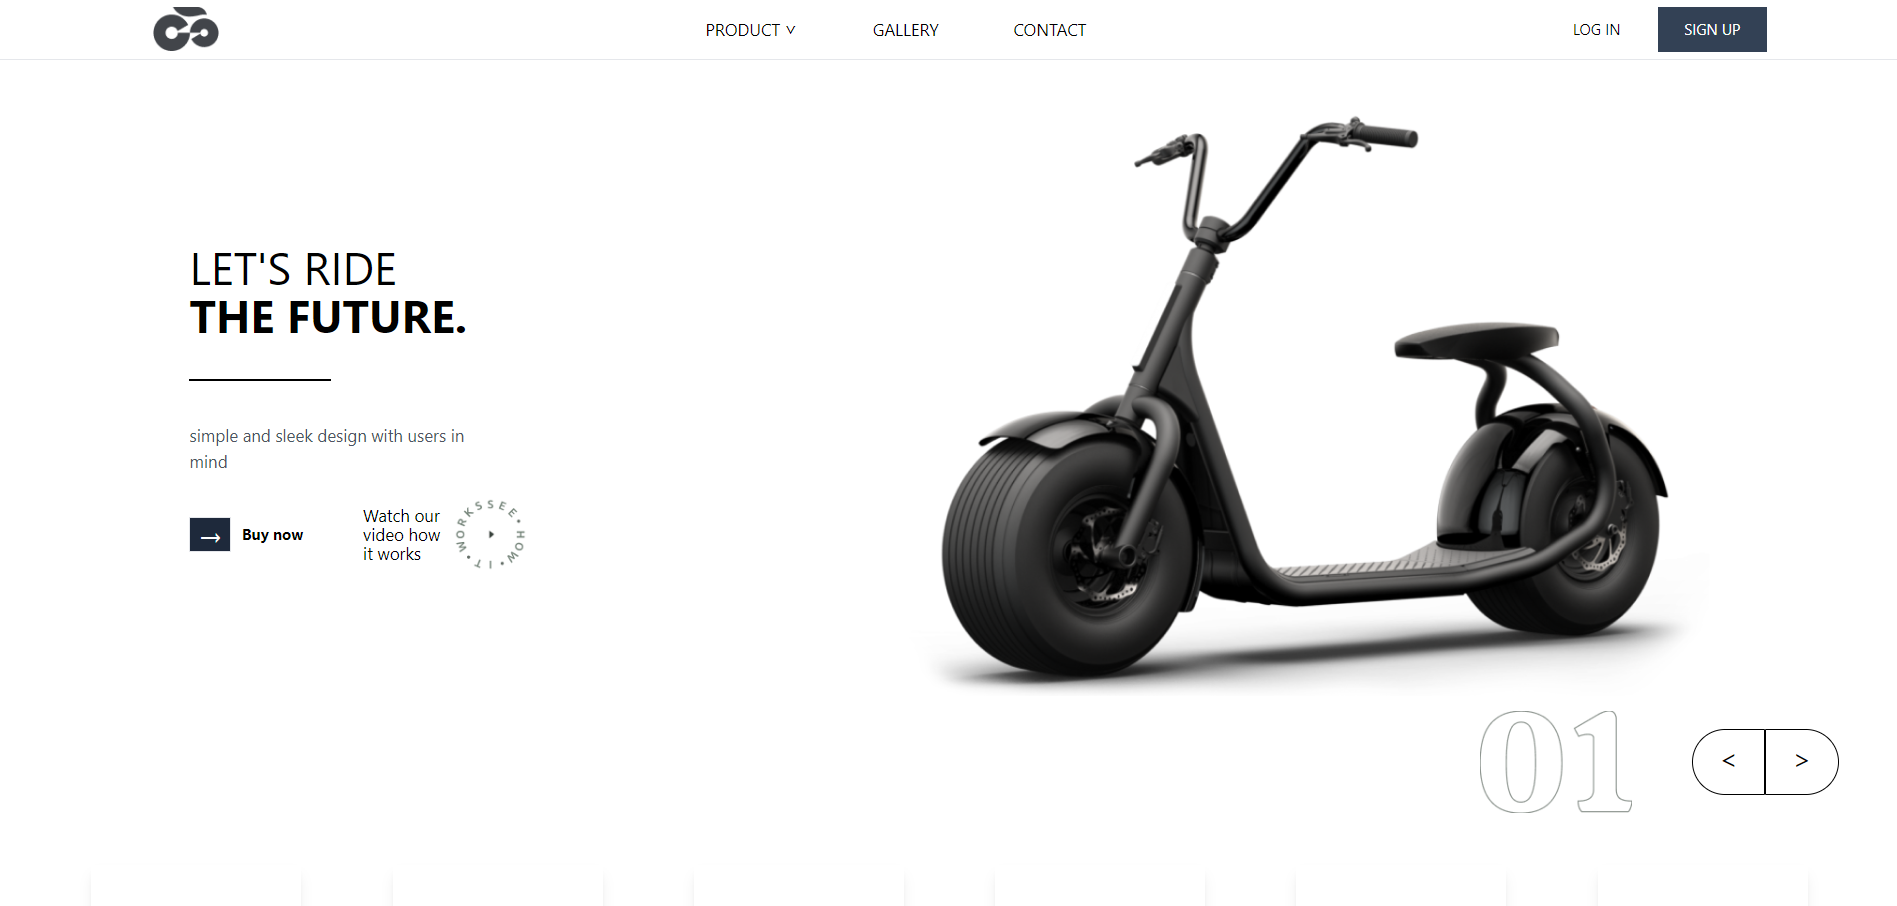 PRODUCT ˅
GALLERY
CONTACT
LOG IN
SIGN UP
LET'S RIDE
THE FUTURE.
simple and sleek design with users in
mind
→ Buy now
Watch our
video how
it works
SEE • HOW • IT • WORKS
01
< >